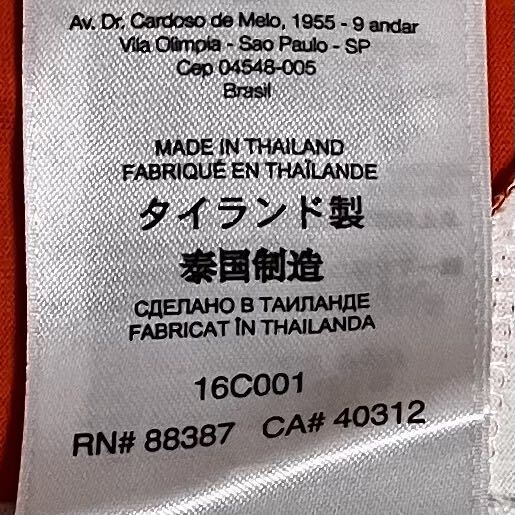 Av. Dr. Cardoso de Melo, 1955 - 9 andar
Vila Olimpia - Sao Paulo - SP
Cep 04548-005
Brasil
MADE IN THAILAND
FABRIQUÉ EN THAÏLANDE
タイランド製
泰国制造
СДЕЛАНО В ТАИЛАНДЕ
FABRICAT ÎN THAILANDA
16C001
RN# 88387 CA# 40312